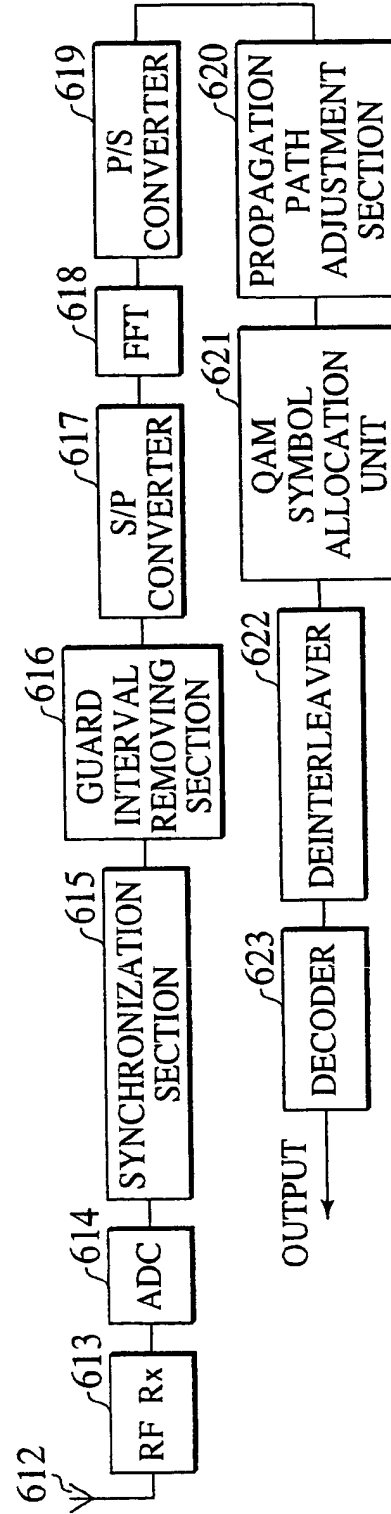 612
613
RF Rx
614
ADC
615
SYNCHRONIZATION
SECTION
616
GUARD
INTERVAL
REMOVING
SECTION
617
S/P
CONVERTER
618
FFT
619
P/S
CONVERTER
620
PROPAGATION
PATH
ADJUSTMENT
SECTION
621
QAM
SYMBOL
ALLOCATION
UNIT
622
DEINTERLEAVER
623
DECODER
OUTPUT